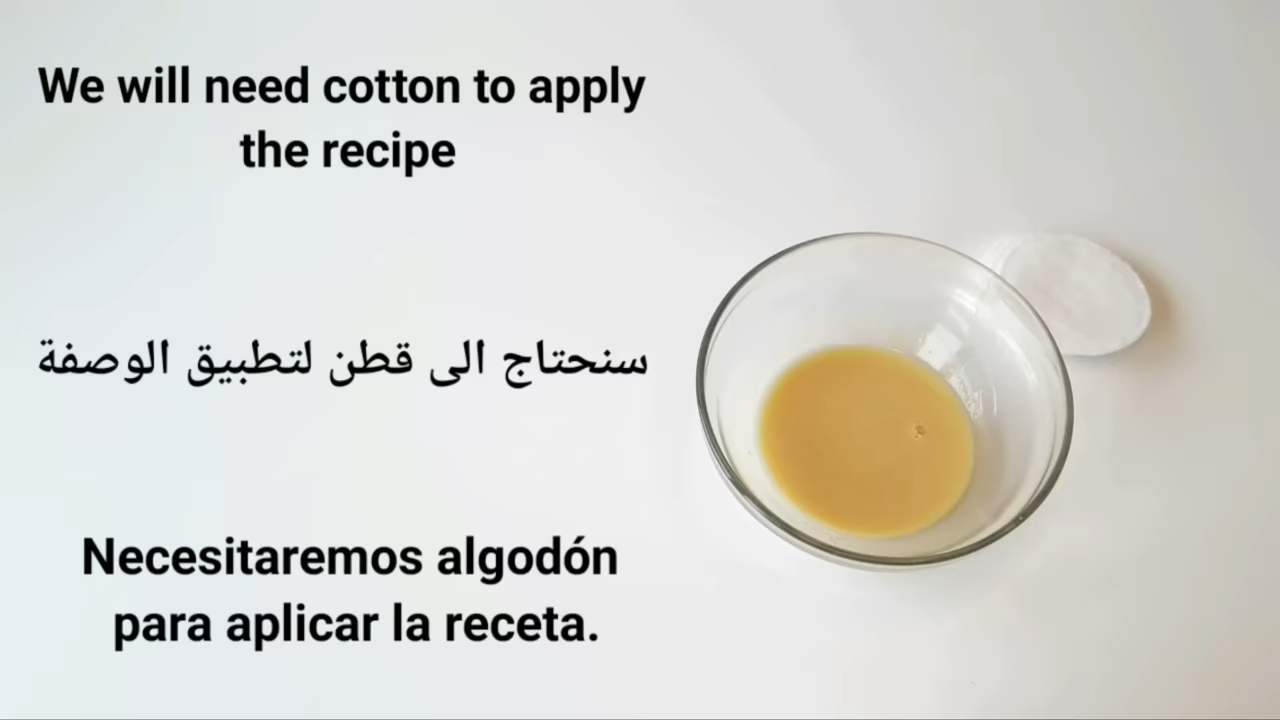 We will need cotton to apply
the recipe
سنحتاج الى قطن لتطبيق الوصفة
Necesitaremos algodón
para aplicar la receta.